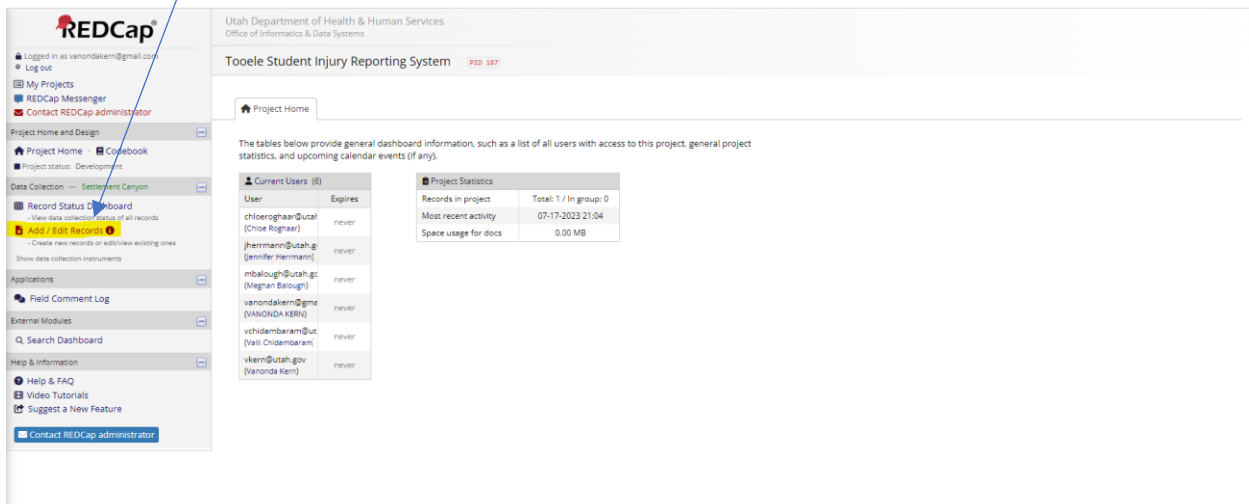 REDCap®
Logged in as vanondakern@gmail.com
Log out
My Projects
REDCap Messenger
Contact REDCap administrator
Project Home and Design
Project Home · Codebook
Project status: Development
Data Collection — Settlement Canyon
Record Status Dashboard
- View data collection status of all records
Add / Edit Records
- Create new records or edit/view existing ones
Show data collection instruments
Applications
Field Comment Log
External Modules
Search Dashboard
Help & Information
Help & FAQ
Video Tutorials
Suggest a New Feature
Contact REDCap administrator
Utah Department of Health & Human Services
Office of Informatics & Data Systems
Tooele Student Injury Reporting System PID 187
Project Home
The tables below provide general dashboard information, such as a list of all users with access to this project, general project
statistics, and upcoming calendar events (if any).
Current Users (6)
User Expires
chloeroghaar@utah
(Chloe Roghaar) never
jherrmann@utah.g
(Jennifer Herrmann) never
mbalough@utah.gc
(Meghan Balough) never
vanondakern@gma
(VANONDA KERN) never
vchidambaram@ut
(Valli Chidambaram) never
vkern@utah.gov
(Vanonda Kern) never
Project Statistics
Records in project Total: 1 / In group: 0
Most recent activity 07-17-2023 21:04
Space usage for docs 0.00 MB